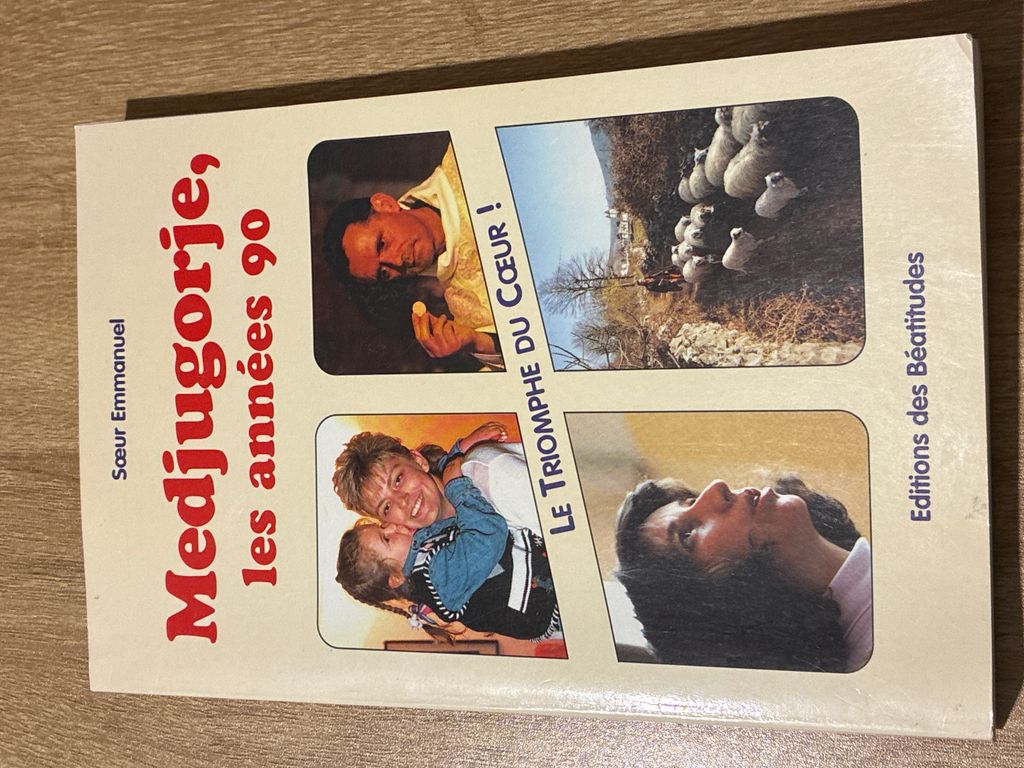 Sœur Emmanuel
Medjugorje,
les années 90
LE TRIOMPHE DU CŒUR !
Editions des Béatitudes